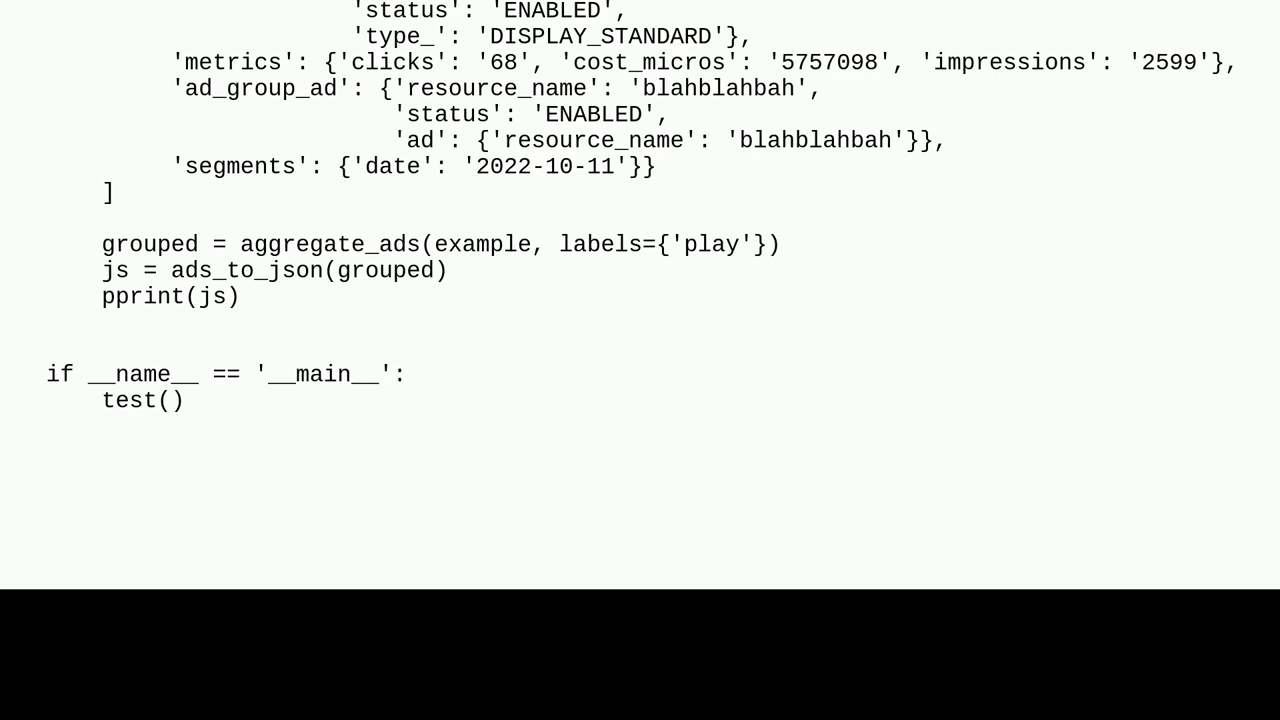 'status': 'ENABLED',
'type_': 'DISPLAY_STANDARD'},
'metrics': {'clicks': '68', 'cost_micros': '5757098', 'impressions': '2599'},
'ad_group_ad': {'resource_name': 'blahblahbah',
'status': 'ENABLED',
'ad': {'resource_name': 'blahblahbah'}},
'segments': {'date': '2022-10-11'}}
]
grouped = aggregate_ads(example, labels={'play'})
js = ads_to_json(grouped)
pprint(js)
if __name__ == '__main__':
test()